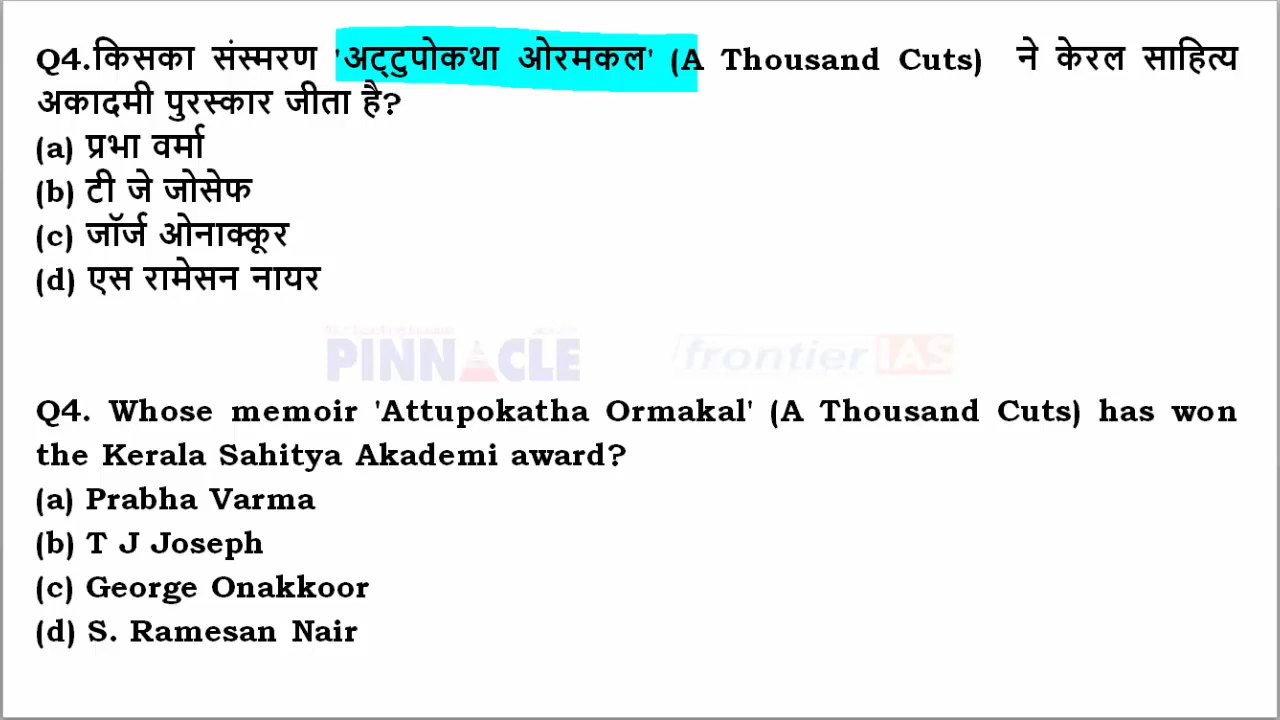 Q4.किसका संस्मरण 'अट्टुपोकथा ओरमकल' (A Thousand Cuts) ने केरल साहित्य
अकादमी पुरस्कार जीता है?
(a) प्रभा वर्मा
(b) टी जे जोसेफ
(c) जॉर्ज ओनाक्कूर
(d) एस रामेसन नायर
PINNACLE frontier IAS
Q4. Whose memoir 'Attupokatha Ormakal' (A Thousand Cuts) has won
the Kerala Sahitya Akademi award?
(a) Prabha Varma
(b) T J Joseph
(c) George Onakkoor
(d) S. Ramesan Nair